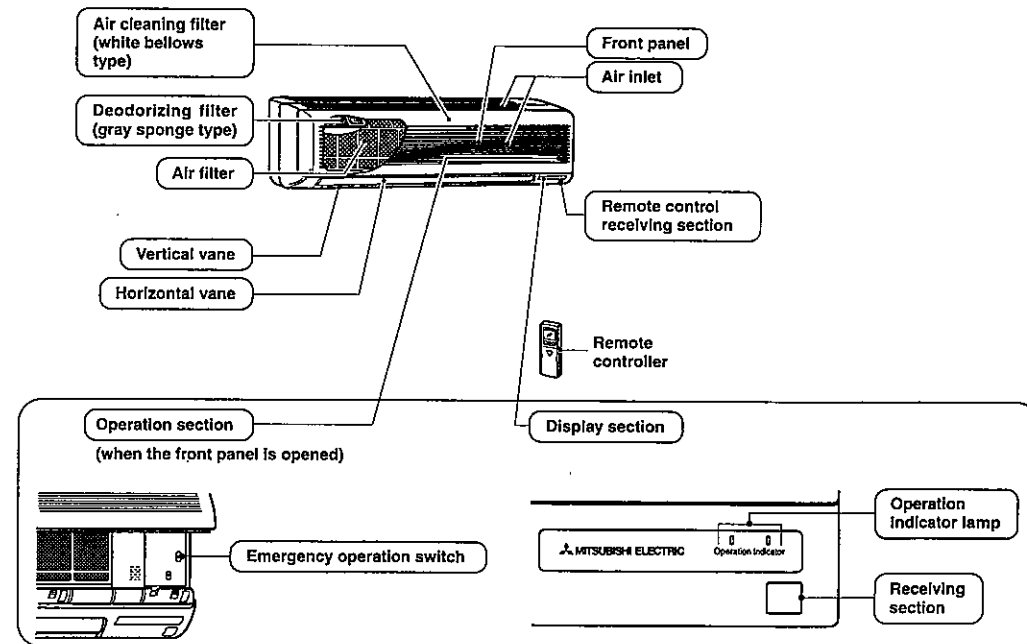 Air cleaning filter
(white bellows
type)
Front panel
Air inlet
Deodorizing filter
(gray sponge type)
Air filter
Remote control
receiving section
Vertical vane
Horizontal vane
Remote
controller
Operation section
(when the front panel is opened)
Display section
Emergency operation switch
Operation
indicator lamp
MITSUBISHI ELECTRIC
Operation Indicator
Receiving
section